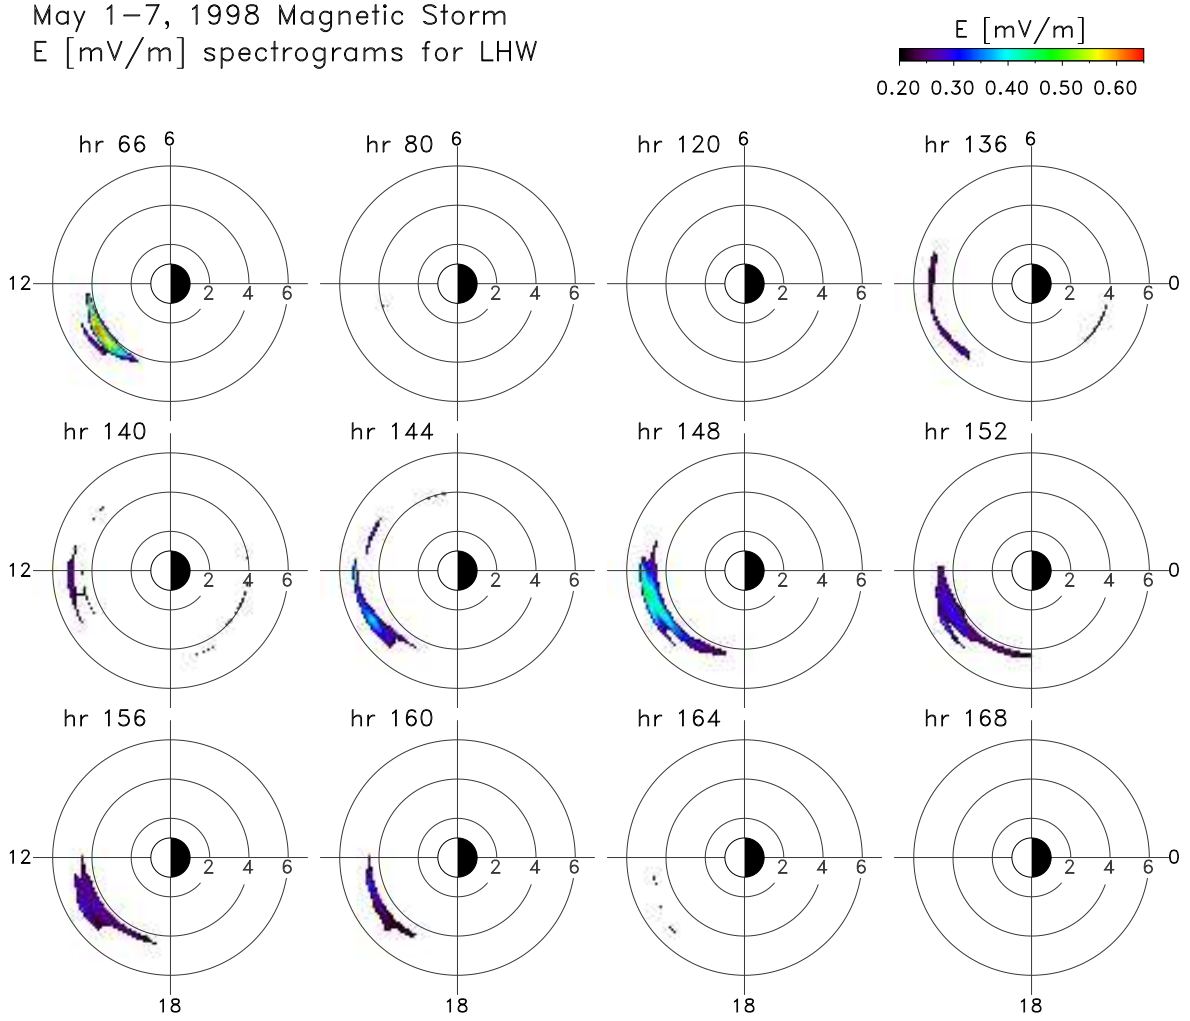 May 1-7, 1998 Magnetic Storm
E [mV/m] spectrograms for LHW
E [mV/m]
0.20 0.30 0.40 0.50 0.60
hr 66 6 hr 80 6 hr 120 6 hr 136 6
12 2 4 6 2 4 6 2 4 6 2 4 6 0
hr 140 hr 144 hr 148 hr 152
12 2 4 6 2 4 6 2 4 6 2 4 6 0
hr 156 hr 160 hr 164 hr 168
12 2 4 6 2 4 6 2 4 6 2 4 6 0
18 18 18 18